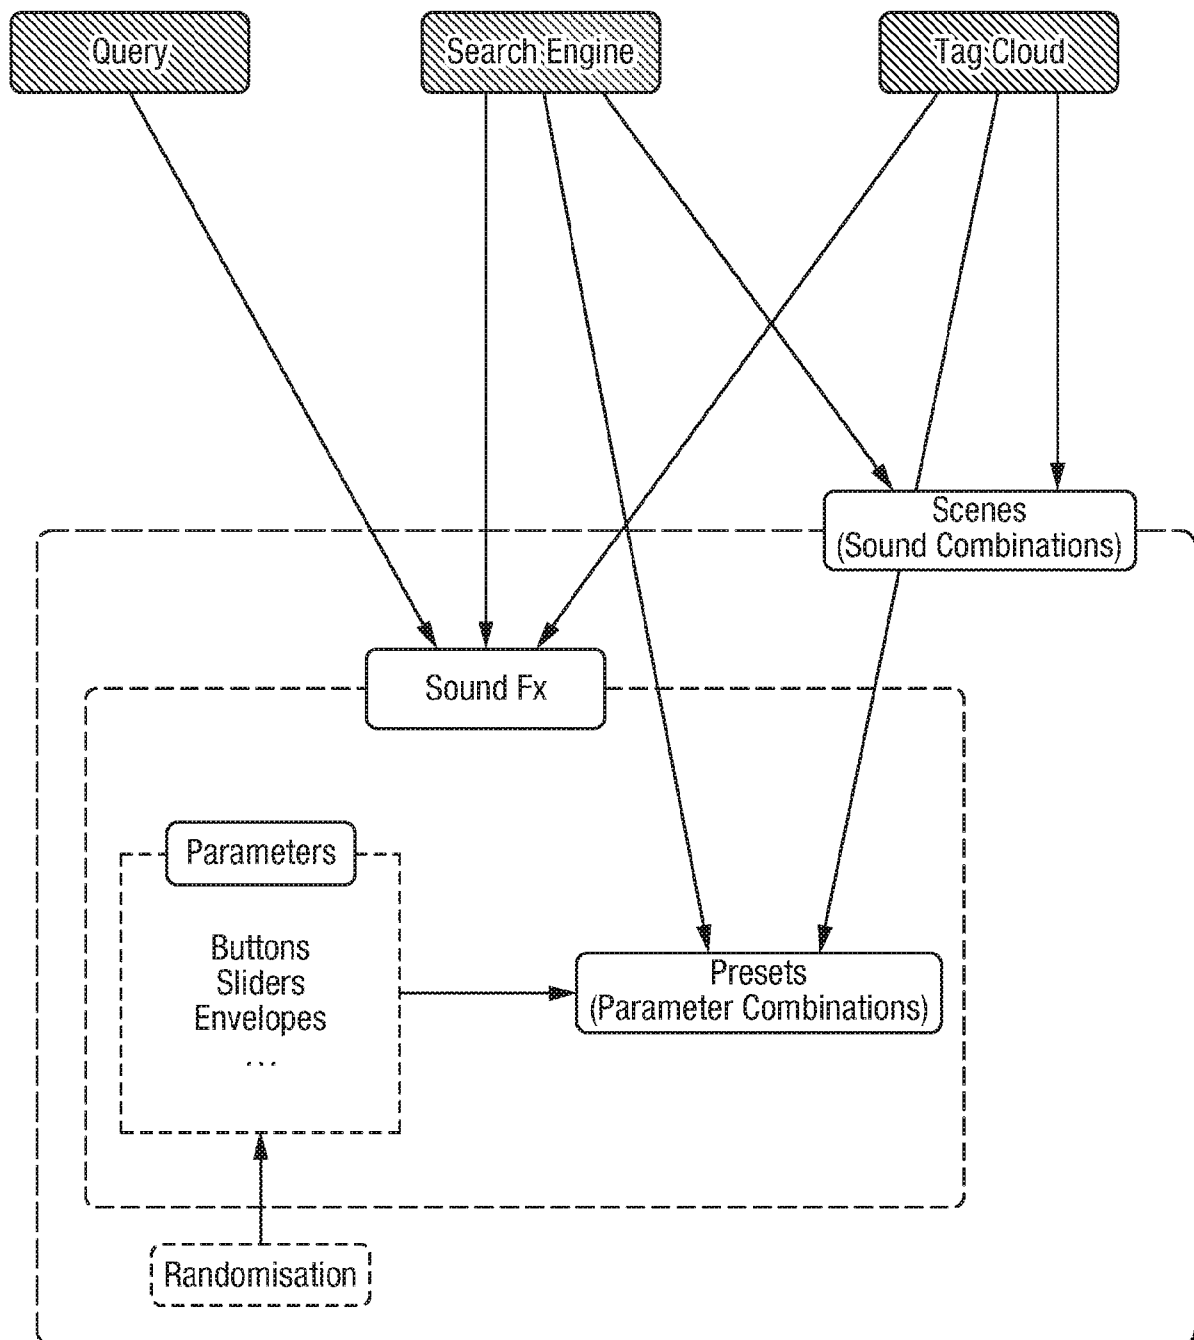 Query
Search Engine
Tag Cloud
Scenes
(Sound Combinations)
Sound Fx
Parameters
Buttons
Sliders
Envelopes
...
Presets
(Parameter Combinations)
Randomisation